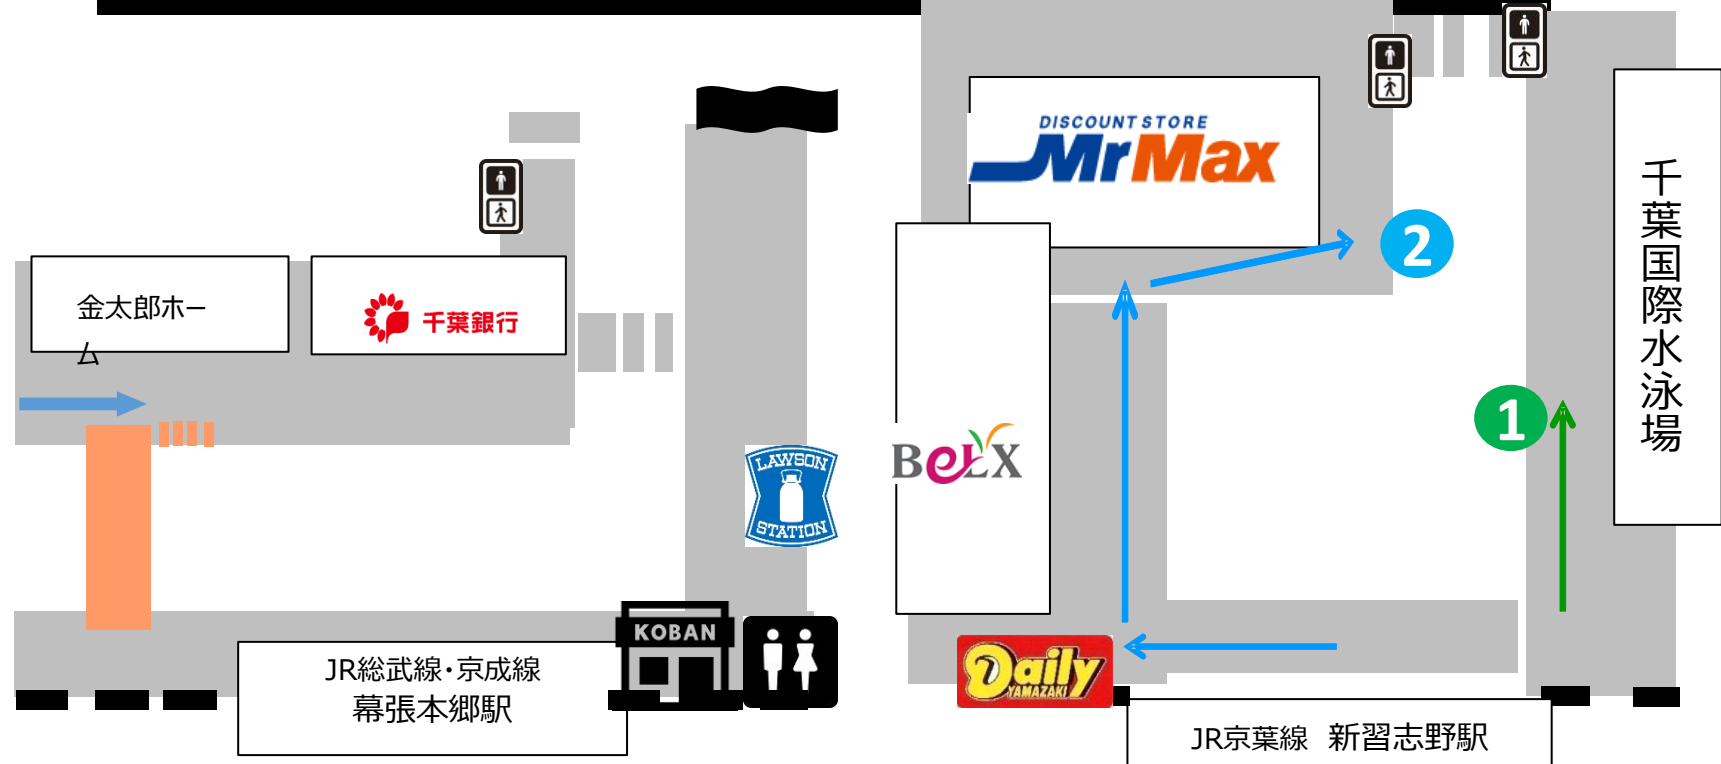 金太郎ホー
ム
千葉銀行
LAWSON
STATION
KOBAN
JR総武線・京成線
幕張本郷駅
DISCOUNT STORE
MrMax
2
BeLX
1
千葉国際水泳場
Daily
YAMAZAKI
JR京葉線 新習志野駅